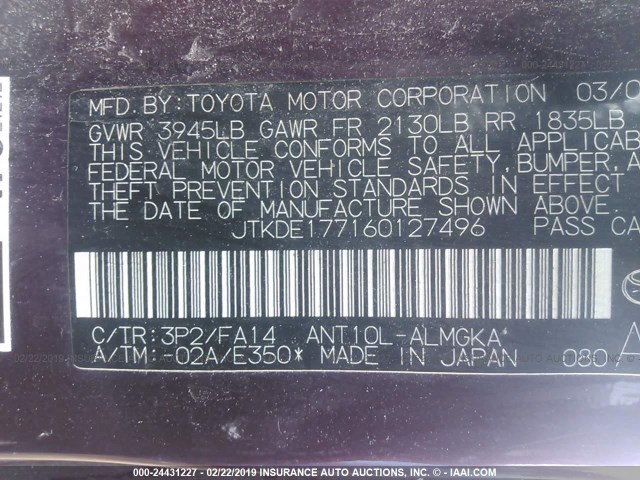 MFD. BY: TOYOTA MOTOR CORPORATION 03/0
GVWR 3945LB GAWR FR 2130LB RR 1835LB
THIS VEHICLE CONFORMS TO ALL APPLICAB
FEDERAL MOTOR VEHICLE SAFETY, BUMPER, A
THEFT PREVENTION STANDARDS IN EFFECT
THE DATE OF MANUFACTURE SHOWN ABOVE.
JTKDE177160127496 PASS CA
C/TR: 3P2/FA14 ANT10L-ALMGKA*
A/TM: -02A/E350* MADE IN JAPAN 080
000-24431227 - 02/22/2019 INSURANCE AUTO AUCTIONS, INC. - IAAI.COM